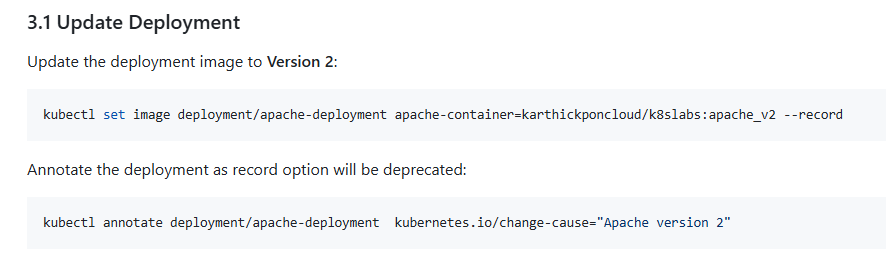 3.1 Update Deployment
Update the deployment image to Version 2:
kubectl set image deployment/apache-deployment apache-container=karthickponcloud/k8slabs:apache_v2 --record
Annotate the deployment as record option will be deprecated:
kubectl annotate deployment/apache-deployment  kubernetes.io/change-cause="Apache version 2"